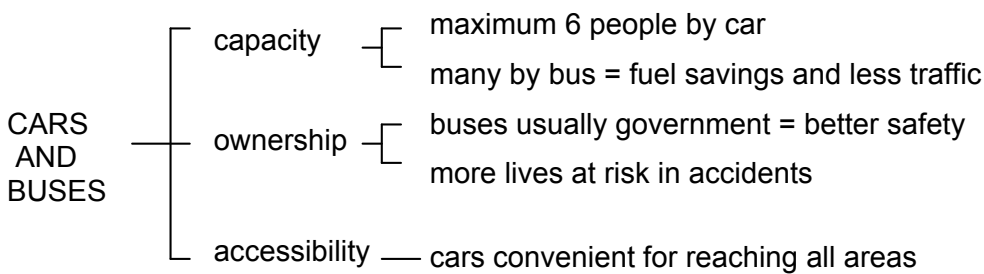 CARS
AND
BUSES
capacity
maximum 6 people by car
many by bus = fuel savings and less traffic
ownership
buses usually government = better safety
more lives at risk in accidents
accessibility
cars convenient for reaching all areas